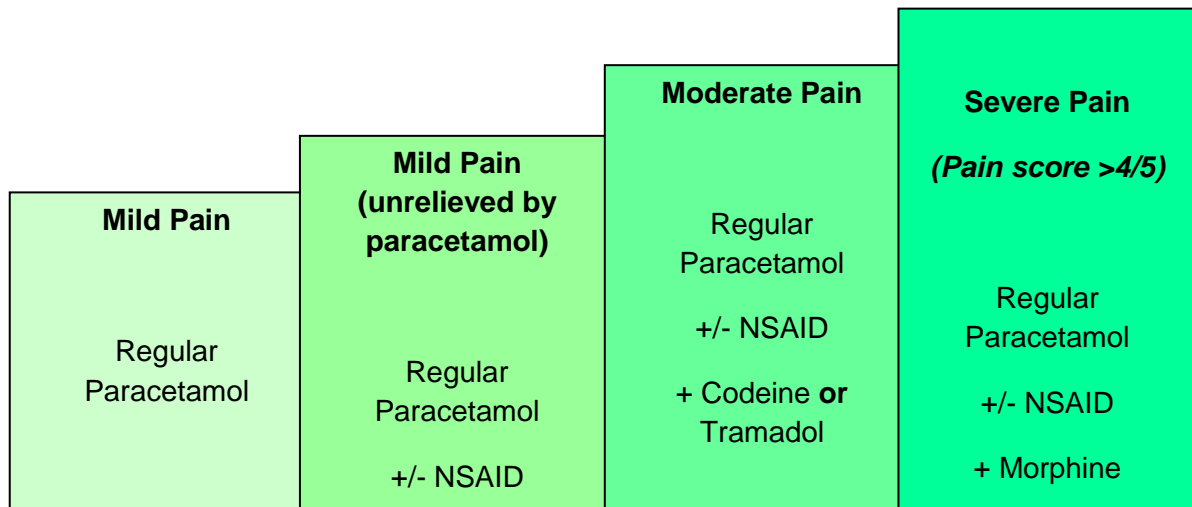 Mild Pain
Regular
Paracetamol
Mild Pain
(unrelieved by
paracetamol)
Regular
Paracetamol
+/- NSAID
Moderate Pain
Regular
Paracetamol
+/- NSAID
+ Codeine or
Tramadol
Severe Pain
(Pain score >4/5)
Regular
Paracetamol
+/- NSAID
+ Morphine